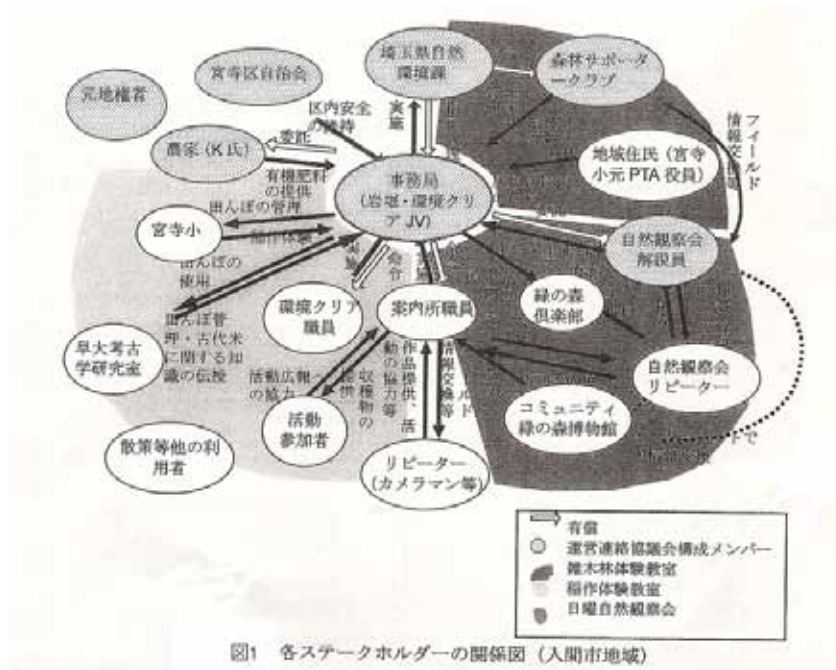 埼玉県自然
環境課
森林サポータ
ークラブ
宮寺区自治会
元地権者
区内安全
の維持
実施
フィールド
情報交
農家 (K氏)
委託
地域住民 (宮寺
小元 PTA 役員)
有機肥料
の提供
事務局
(岩堀・環境クリ
ア JV)
田んぼの管理
宮寺小
稲作体験
自然観察会
解説員
田んぼの
使用
実施
環境クリア
職員
案内所職員
緑の森
倶楽部
早大考古
学研究室
田んぼ管
理・古代米
に関する知
識の伝授
活動広報へ
の協力
収穫物の
提供
作品提供、活
動の協力等
情報交換等
自然観察会
リピーター
コミュニティ
緑の森博物館
活動
参加者
散策等他の利
用者
リピーター
(カメラマン等)
有償
運営連絡協議会構成メンバー
雑木林体験教室
稲作体験教室
日曜自然観察会
図1 各ステークホルダーの関係図 (入間市地域)